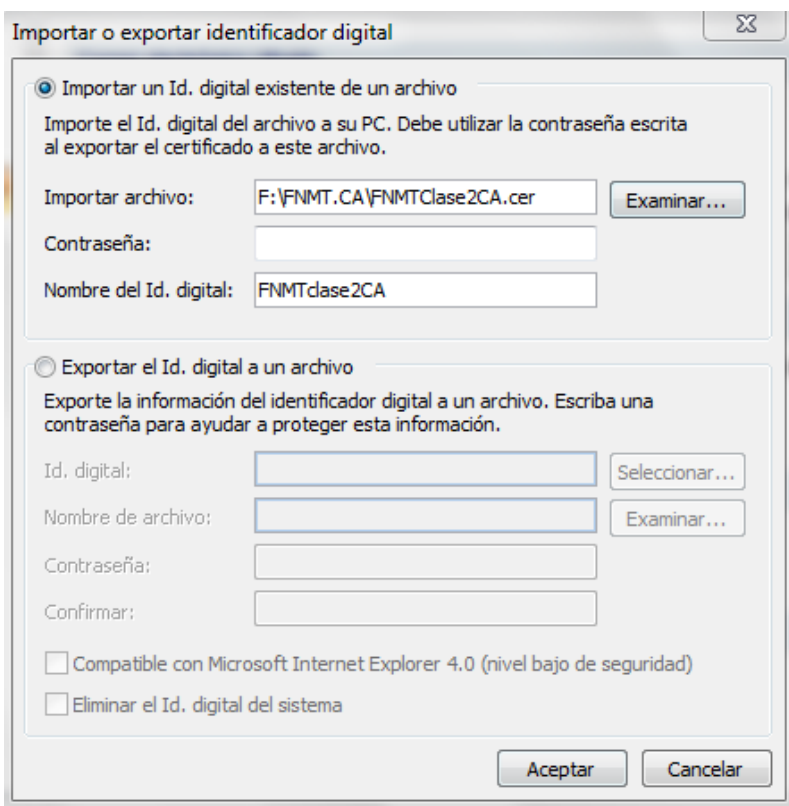 Importar o exportar identificador digital
Importar un Id. digital existente de un archivo
Importe el Id. digital del archivo a su PC. Debe utilizar la contraseña escrita
al exportar el certificado a este archivo.
Importar archivo: F:\FNMT.CA\FNMTClase2CA.cer Examinar...
Contraseña:
Nombre del Id. digital: FNMTclase2CA
Exportar el Id. digital a un archivo
Exporte la información del identificador digital a un archivo. Escriba una
contraseña para ayudar a proteger esta información.
Id. digital: Seleccionar...
Nombre de archivo: Examinar...
Contraseña:
Confirmar:
Compatible con Microsoft Internet Explorer 4.0 (nivel bajo de seguridad)
Eliminar el Id. digital del sistema
Aceptar Cancelar